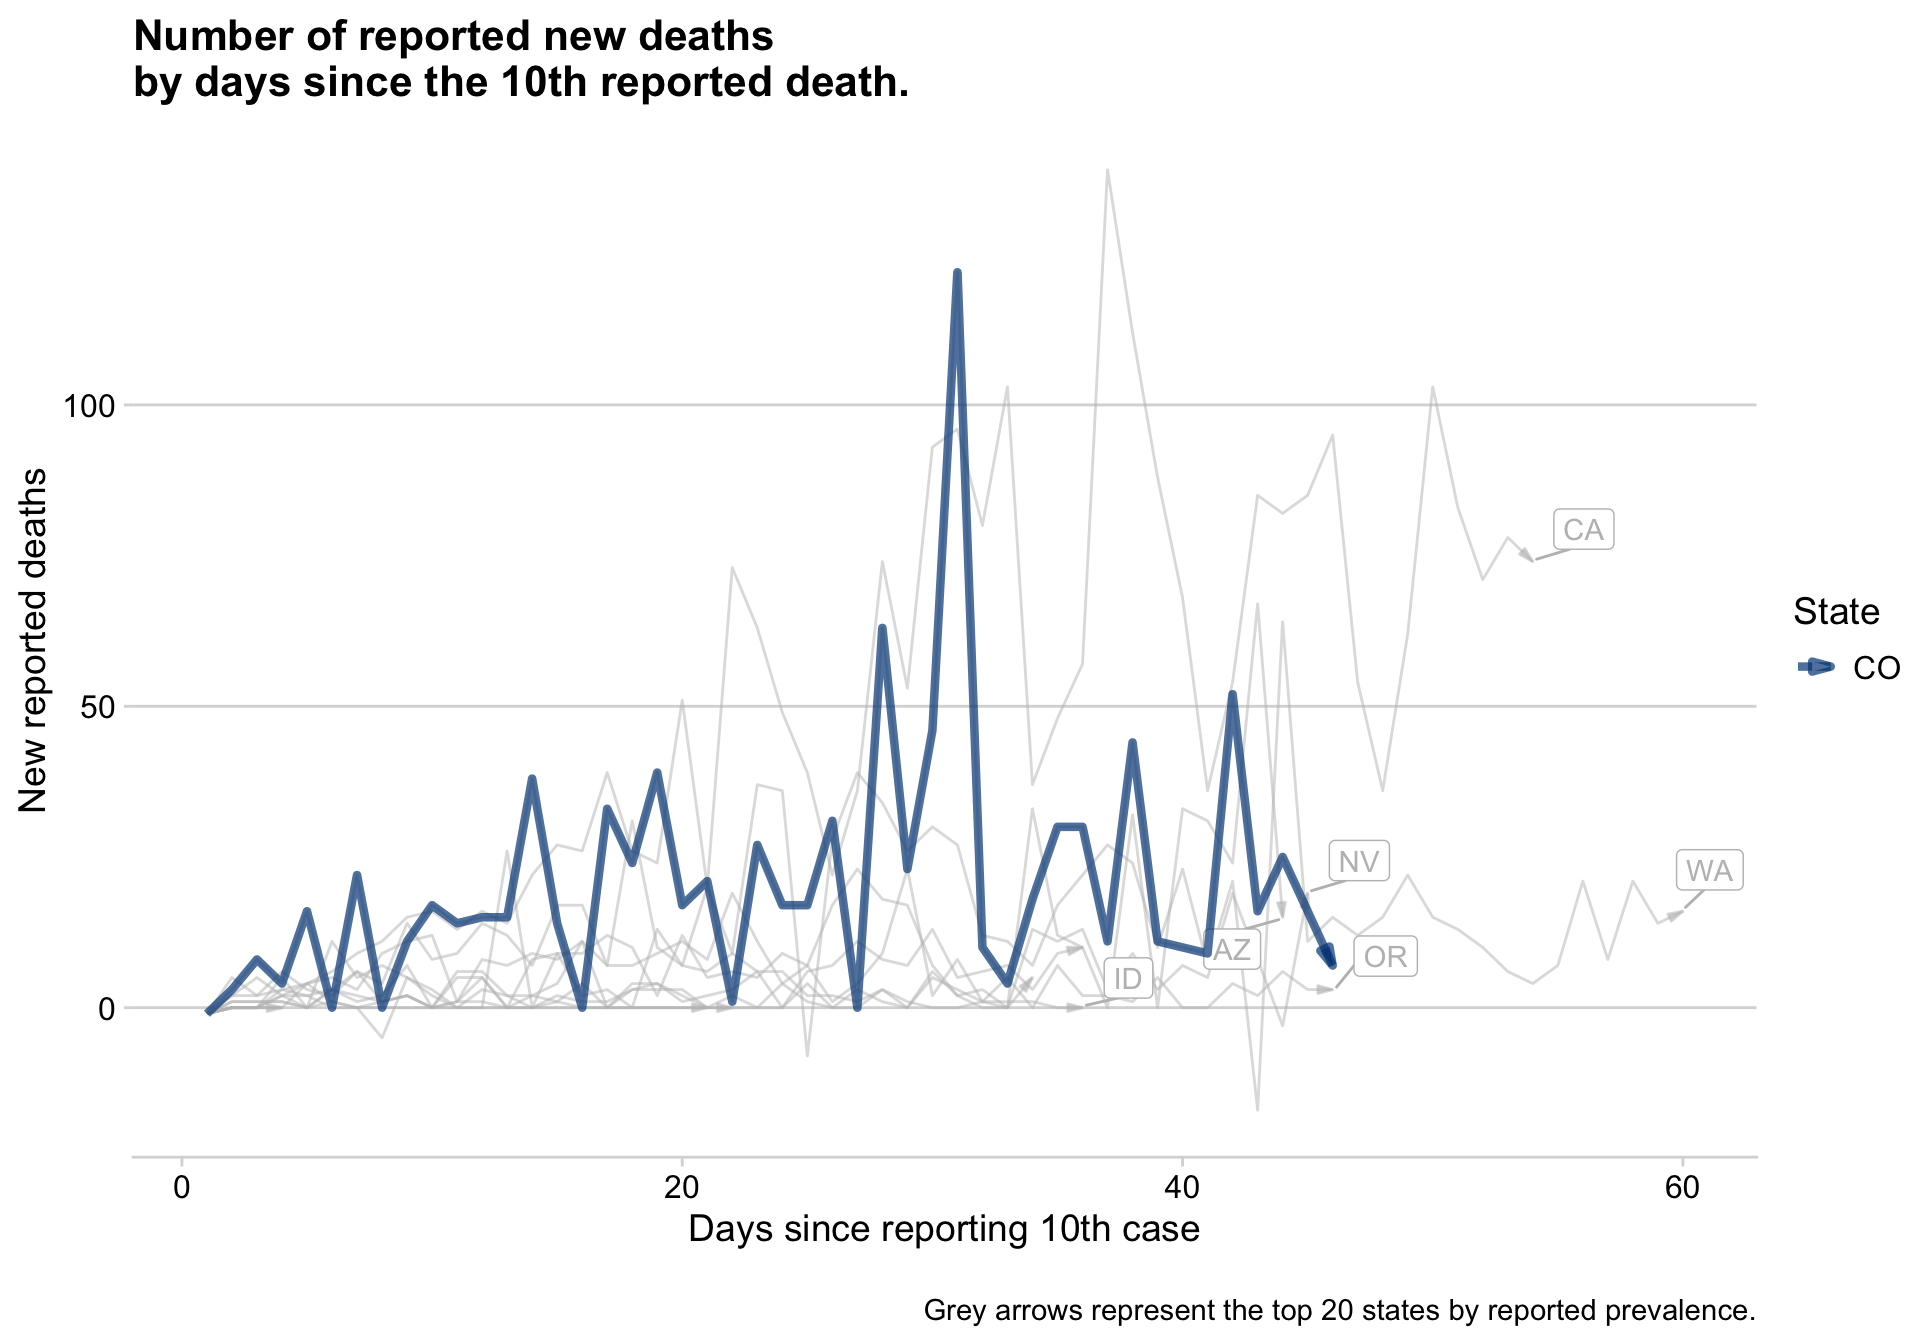 Number of reported new deaths
by days since the 10th reported death.
New reported deaths
100
50
0
CA
NV
WA
AZ
OR
ID
State
CO
0 20 40 60
Days since reporting 10th case
Grey arrows represent the top 20 states by reported prevalence.